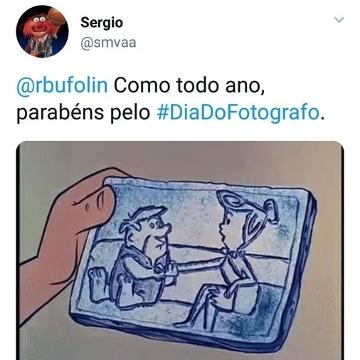 Sergio
@smvaa
@rbufolin Como todo ano,
parabéns pelo #DiaDoFotografo.